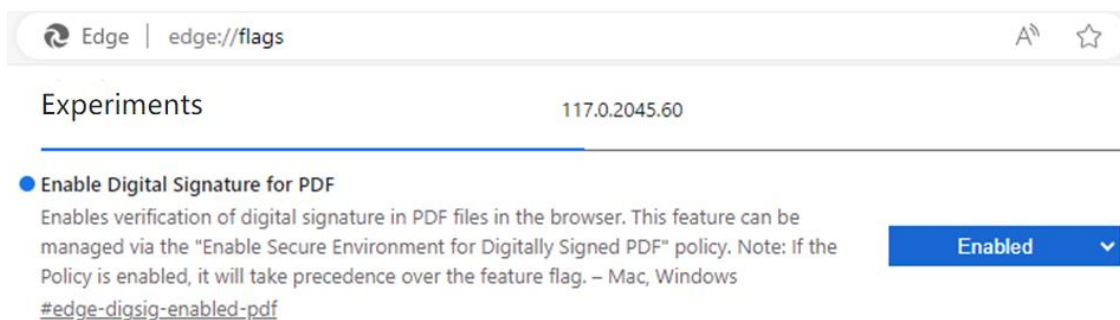 Edge | edge://flags
Experiments 117.0.2045.60
Enable Digital Signature for PDF
Enables verification of digital signature in PDF files in the browser. This feature can be
managed via the "Enable Secure Environment for Digitally Signed PDF" policy. Note: If the
Policy is enabled, it will take precedence over the feature flag. – Mac, Windows
Enabled
#edge-digsig-enabled-pdf